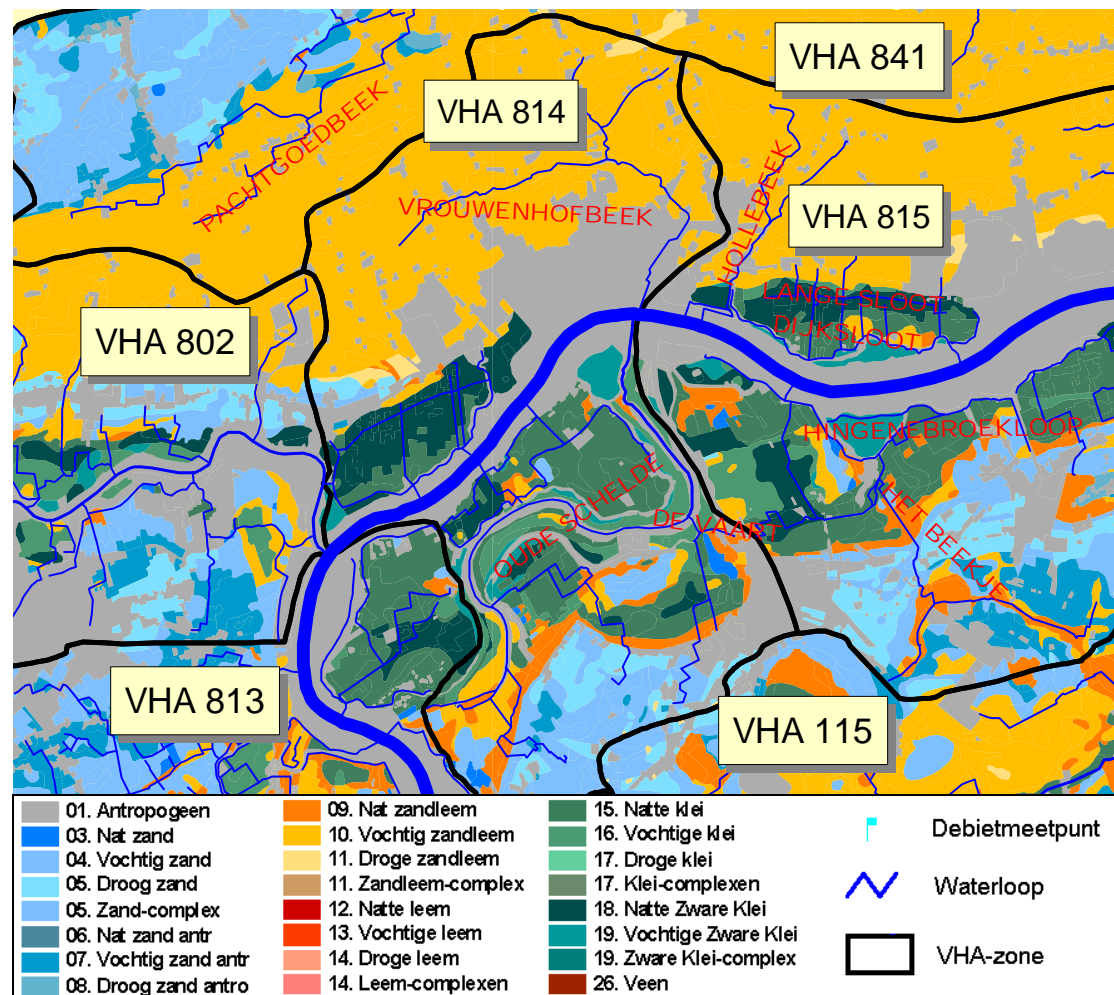 VHA 841
VHA 814
PACHTGOEDBEEK
VROUWENHOFBEEK
HOLLEBEEK
VHA 815
LANGE SLOOT
DIJKSLOOT
VHA 802
HINGENEBROEKLOOP
OUDE SCHELDE
DE VAART
HET BEEKJE
VHA 813
VHA 115
01. Antropogeen
03. Nat zand
04. Vochtig zand
05. Droog zand
05. Zand-complex
06. Nat zand antr
07. Vochtig zand antr
08. Droog zand antro
09. Nat zandleem
10. Vochtig zandleem
11. Droge zandleem
11. Zandleem-complex
12. Natte leem
13. Vochtige leem
14. Droge leem
14. Leem-complexen
15. Natte klei
16. Vochtige klei
17. Droge klei
17. Klei-complexen
18. Natte Zware Klei
19. Vochtige Zware Klei
19. Zware Klei-complex
26. Veen
Debietmeetpunt
Waterloop
VHA-zone